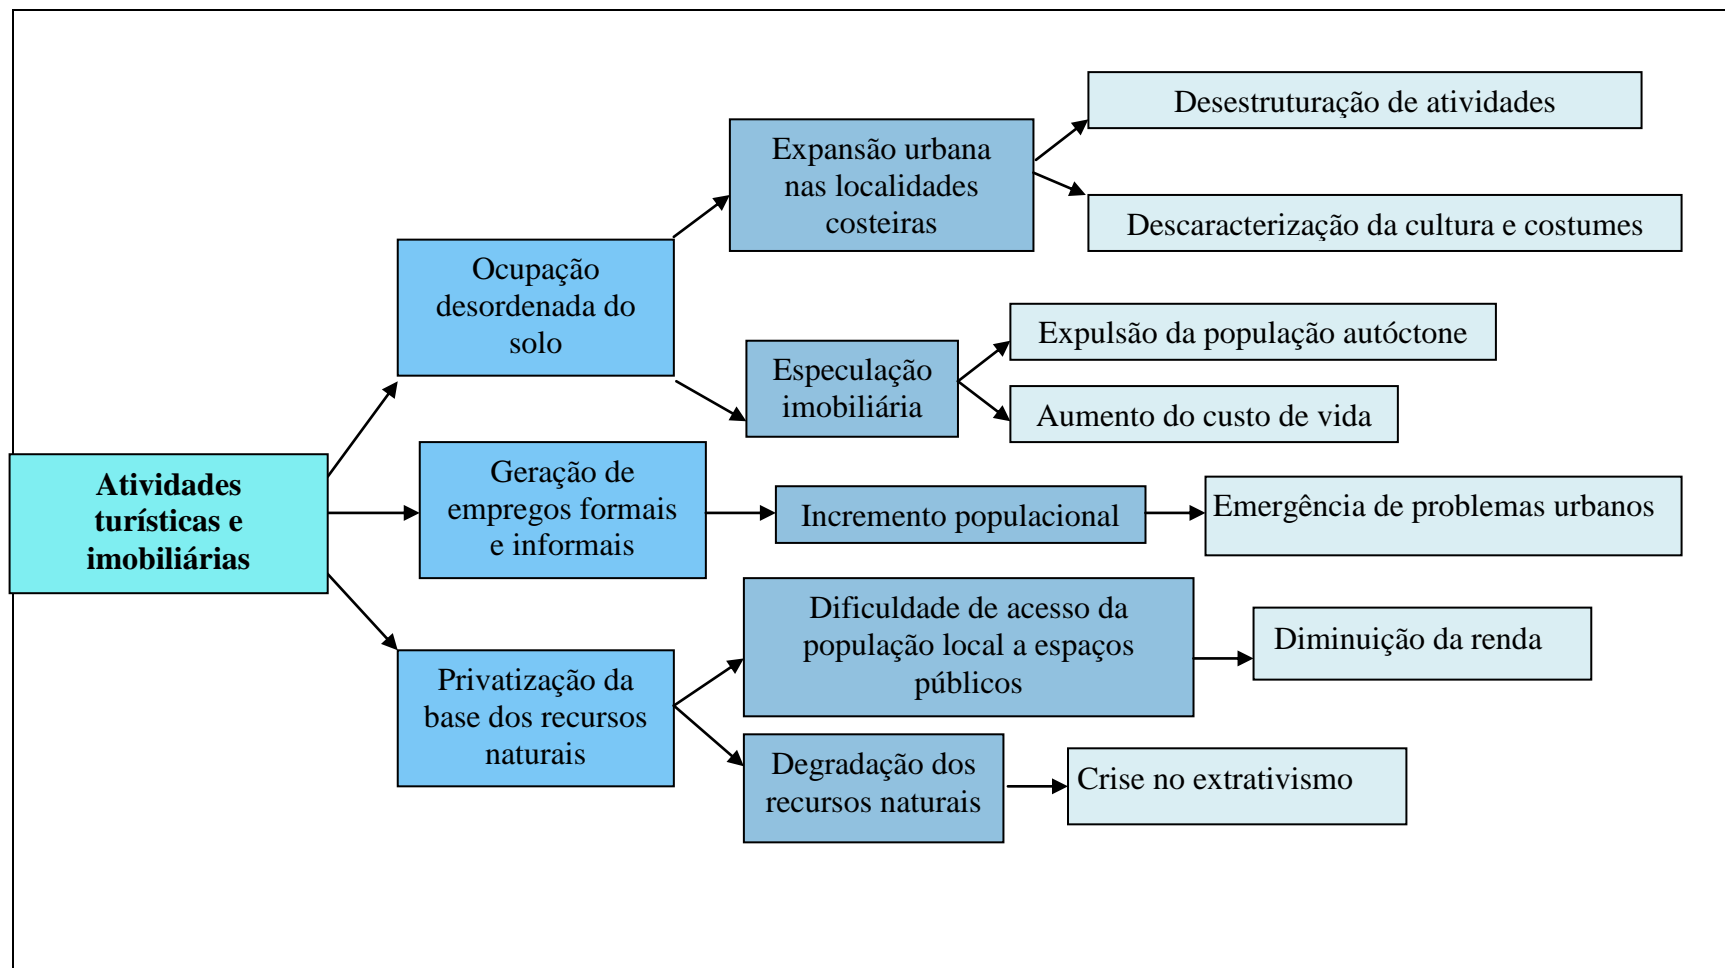 Atividades
turísticas e
imobiliárias
Ocupação
desordenada do
solo
Geração de
empregos formais
e informais
Privatização da
base dos recursos
naturais
Expansão urbana
nas localidades
costeiras
Especulação
imobiliária
Incremento populacional
Dificuldade de acesso da
população local a espaços
públicos
Degradação dos
recursos naturais
Desestruturação de atividades
Descaracterização da cultura e costumes
Expulsão da população autóctone
Aumento do custo de vida
Emergência de problemas urbanos
Diminuição da renda
Crise no extrativismo